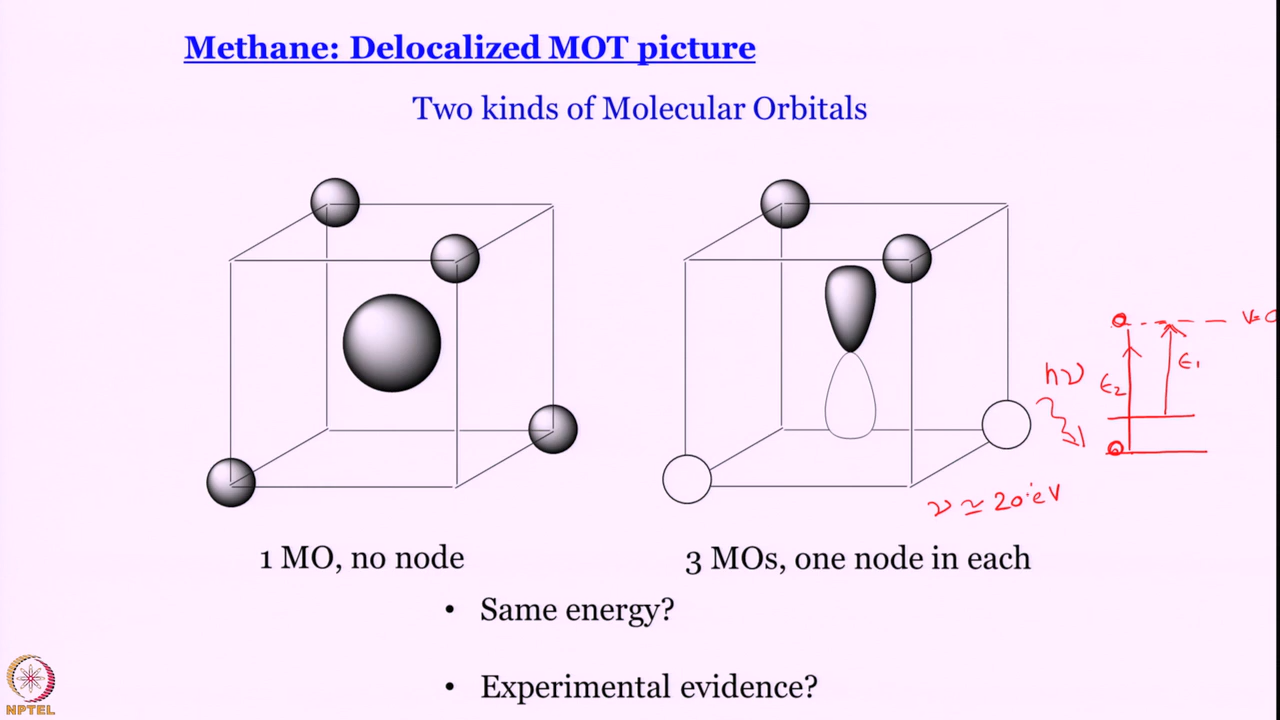 Methane: Delocalized MOT picture
Two kinds of Molecular Orbitals
hν
ϵ2
ϵ1
ν ≃ 20 eV
1 MO, no node
3 MOs, one node in each
• Same energy?
• Experimental evidence?
NPTEL